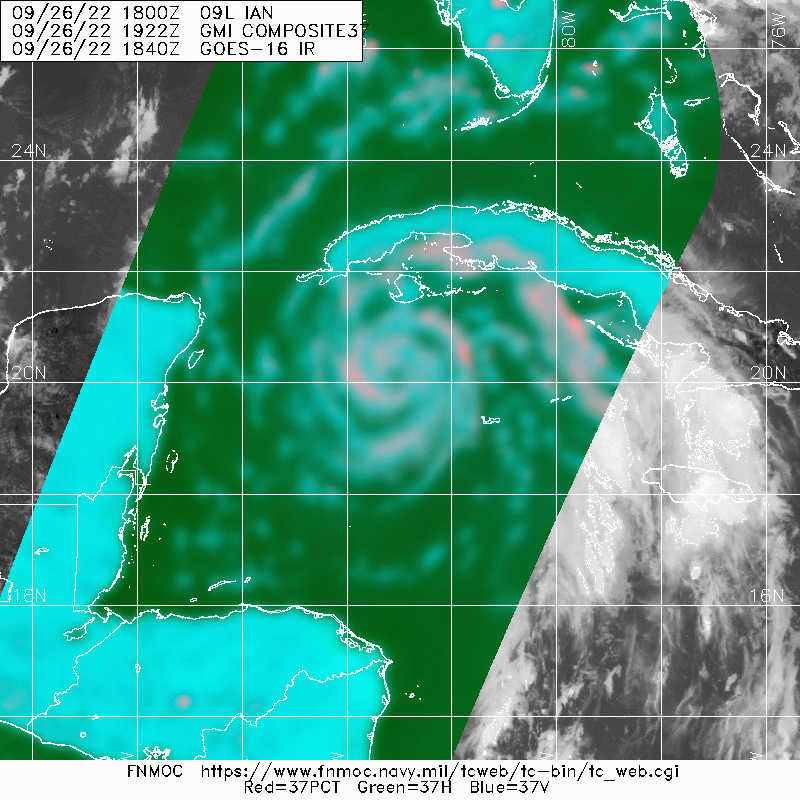 09/26/22 1800Z 09L IAN
09/26/22 1922Z GMI COMPOSITE37
09/26/22 1840Z GOES-16 IR
80W
76W
24N
24N
20N
20N
16N
16N
FNMOC https://www.fnmoc.navy.mil/tcweb/tc-bin/tc_web.cgi
Red=37PCT Green=37H Blue=37V